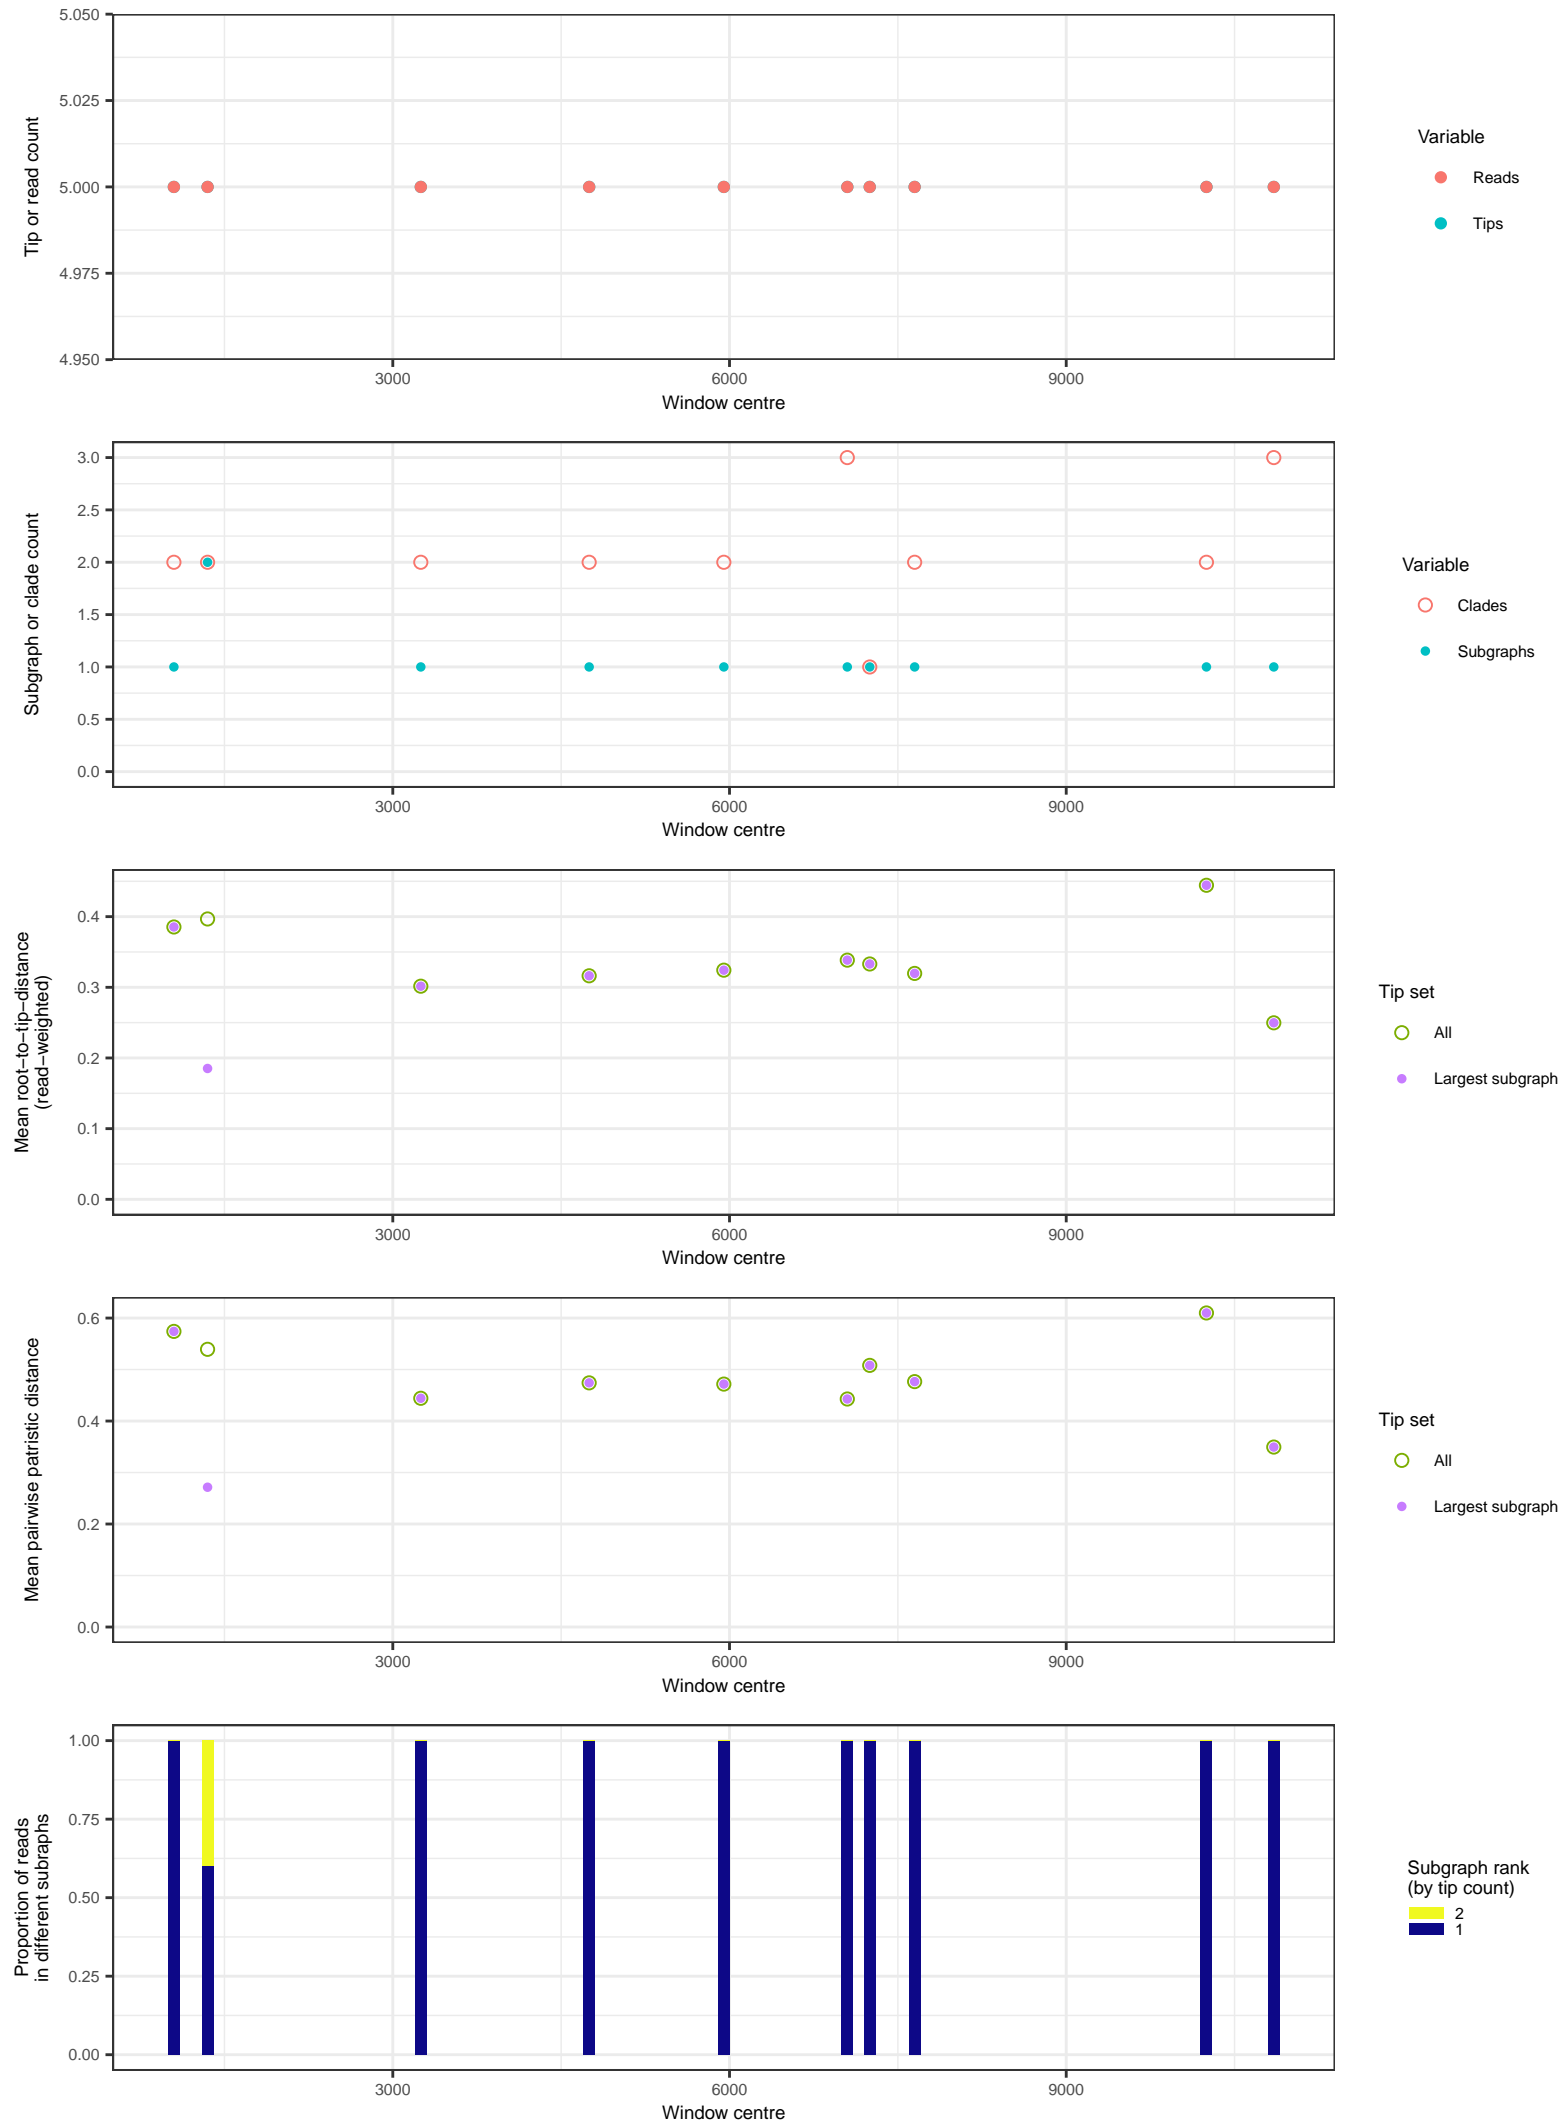 5.050
5.025
5.000
4.975
4.950
Tip or read count
3000 6000 9000
Window centre
Variable
Reads
Tips
3.0
2.5
2.0
1.5
1.0
0.5
0.0
Subgraph or clade count
3000 6000 9000
Window centre
Variable
Clades
Subgraphs
0.4
0.3
0.2
0.1
0.0
Mean root−to−tip−distance
(read−weighted)
3000 6000 9000
Window centre
Tip set
All
Largest subgraph
0.6
0.4
0.2
0.0
Mean pairwise patristic distance
3000 6000 9000
Window centre
Tip set
All
Largest subgraph
1.00
0.75
0.50
0.25
0.00
Proportion of reads
in different subraphs
3000 6000 9000
Window centre
Subgraph rank
(by tip count)
2
1